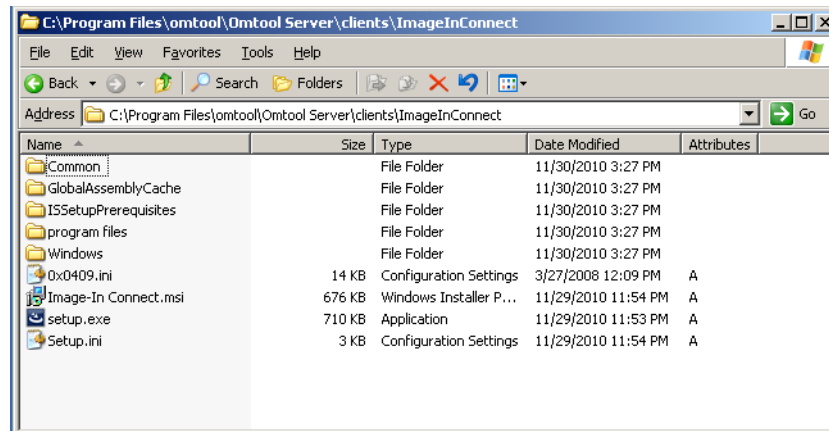 C:\Program Files\omtool\Omtool Server\clients\ImageInConnect
File Edit View Favorites Tools Help
Back Search Folders
Address C:\Program Files\omtool\Omtool Server\clients\ImageInConnect Go
Name Size Type Date Modified Attributes
Common File Folder 11/30/2010 3:27 PM
GlobalAssemblyCache File Folder 11/30/2010 3:27 PM
ISSetupPrerequisites File Folder 11/30/2010 3:27 PM
program files File Folder 11/30/2010 3:27 PM
Windows File Folder 11/30/2010 3:27 PM
0x0409.ini 14 KB Configuration Settings 3/27/2008 12:09 PM A
Image-In Connect.msi 676 KB Windows Installer P... 11/29/2010 11:54 PM A
setup.exe 710 KB Application 11/29/2010 11:53 PM A
Setup.ini 3 KB Configuration Settings 11/29/2010 11:54 PM A